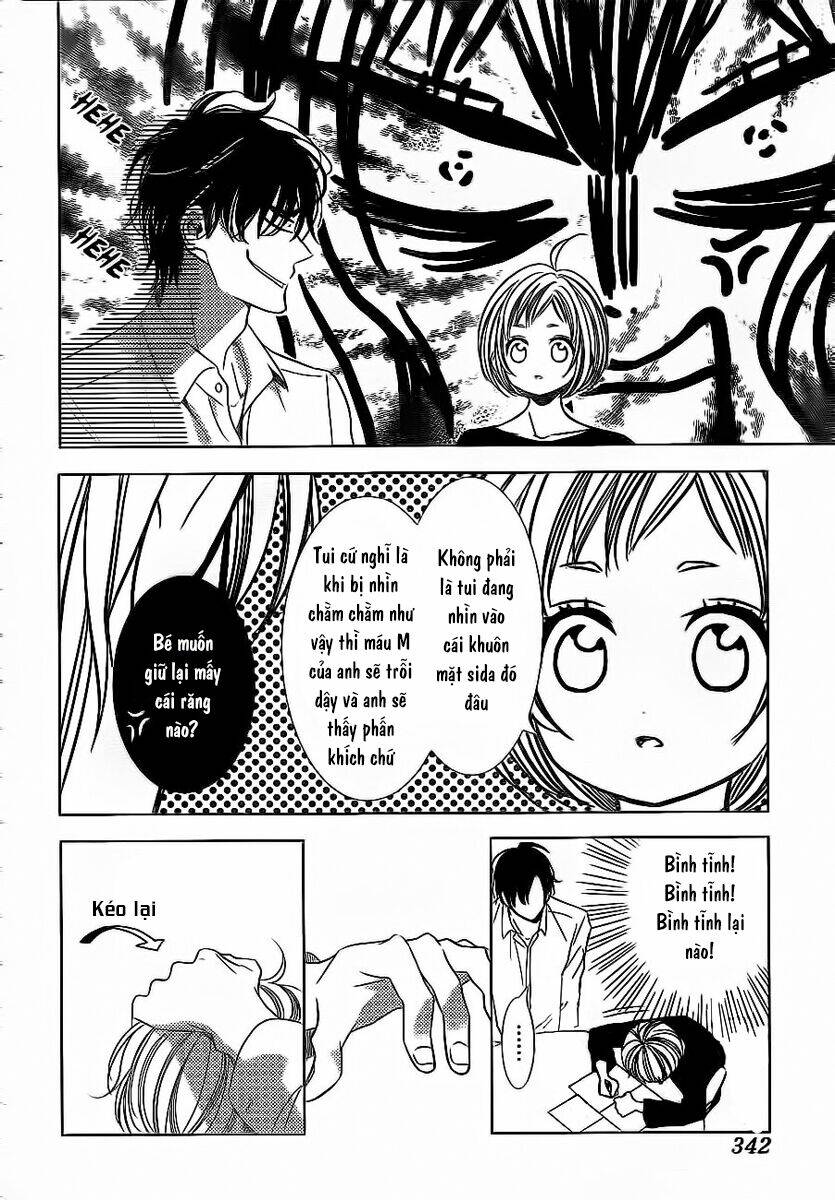 HEHE
HEHE
Không phải
là tui đang
nhìn vào
cái khuôn
mặt sida đó
đâu
Tui cứ nghĩ là
khi bị nhìn
chằm chằm như
vậy thì máu M
của anh sẽ trỗi
dậy và anh sẽ
thấy phấn
khích chứ
Bé muốn
giữ lại mấy
cái răng
nào?
Bình tĩnh!
Bình tĩnh!
Bình tĩnh lại
nào!
.....
Kéo lại
342